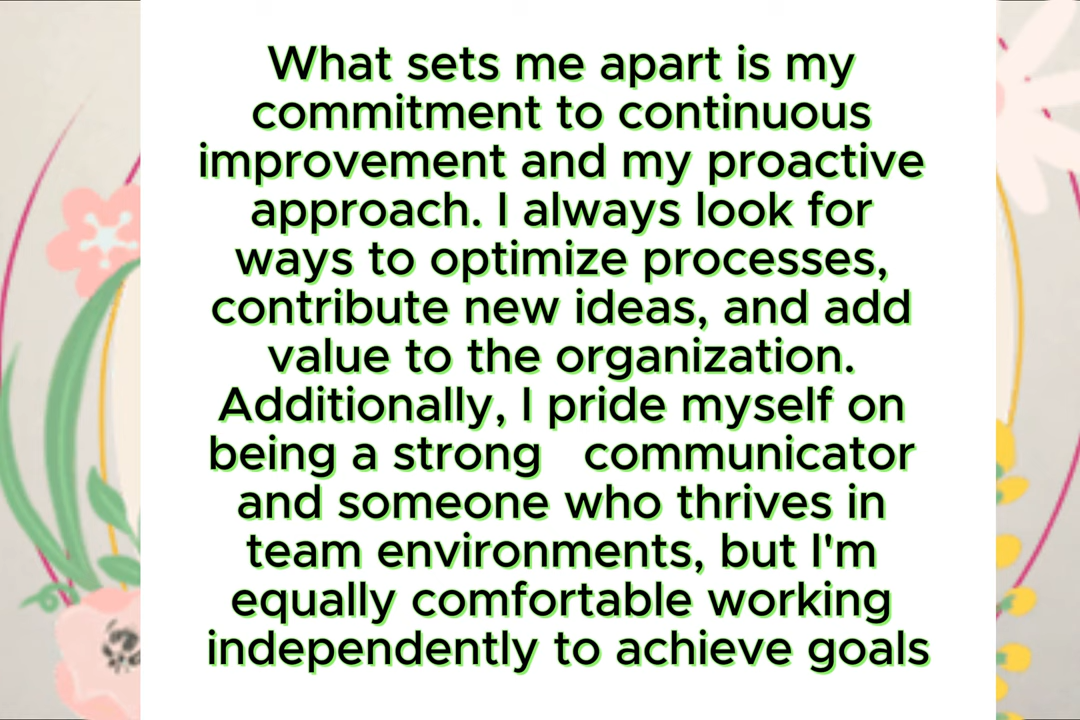 What sets me apart is my
commitment to continuous
improvement and my proactive
approach. I always look for
ways to optimize processes,
contribute new ideas, and add
value to the organization.
Additionally, I pride myself on
being a strong   communicator
and someone who thrives in
team environments, but I'm
equally comfortable working
independently to achieve goals